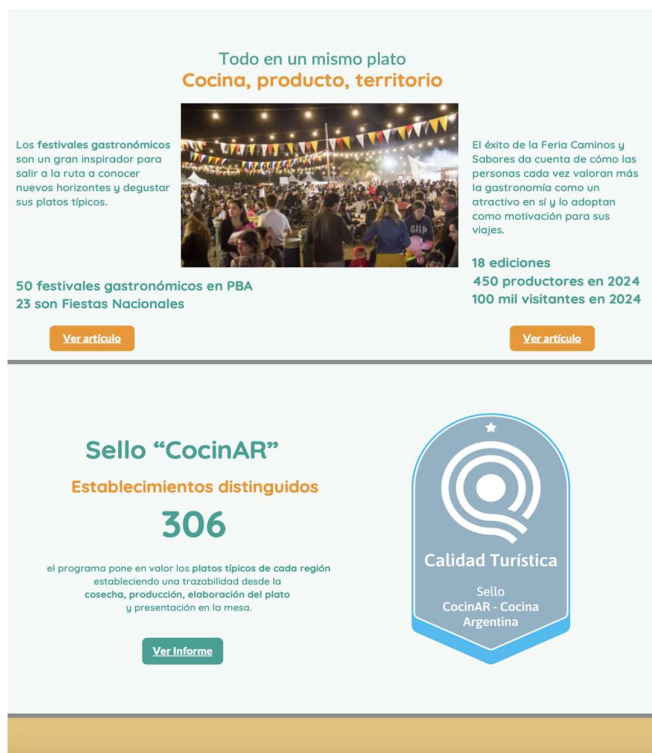 Todo en un mismo plato
Cocina, producto, territorio
Los festivales gastronómicos
son un gran inspirador para
salir a la ruta a conocer
nuevos horizontes y degustar
sus platos típicos.
50 festivales gastronómicos en PBA
23 son Fiestas Nacionales
Ver artículo
El éxito de la Feria Caminos y
Sabores da cuenta de cómo las
personas cada vez valoran más
la gastronomía como un
atractivo en sí y lo adoptan
como motivación para sus
viajes.
18 ediciones
450 productores en 2024
100 mil visitantes en 2024
Ver artículo
Sello “CocinAR”
Establecimientos distinguidos
306
el programa pone en valor los platos típicos de cada región
estableciendo una trazabilidad desde la
cosecha, producción, elaboración del plato
y presentación en la mesa.
Ver Informe
Calidad Turística
Sello
CocinAR - Cocina
Argentina